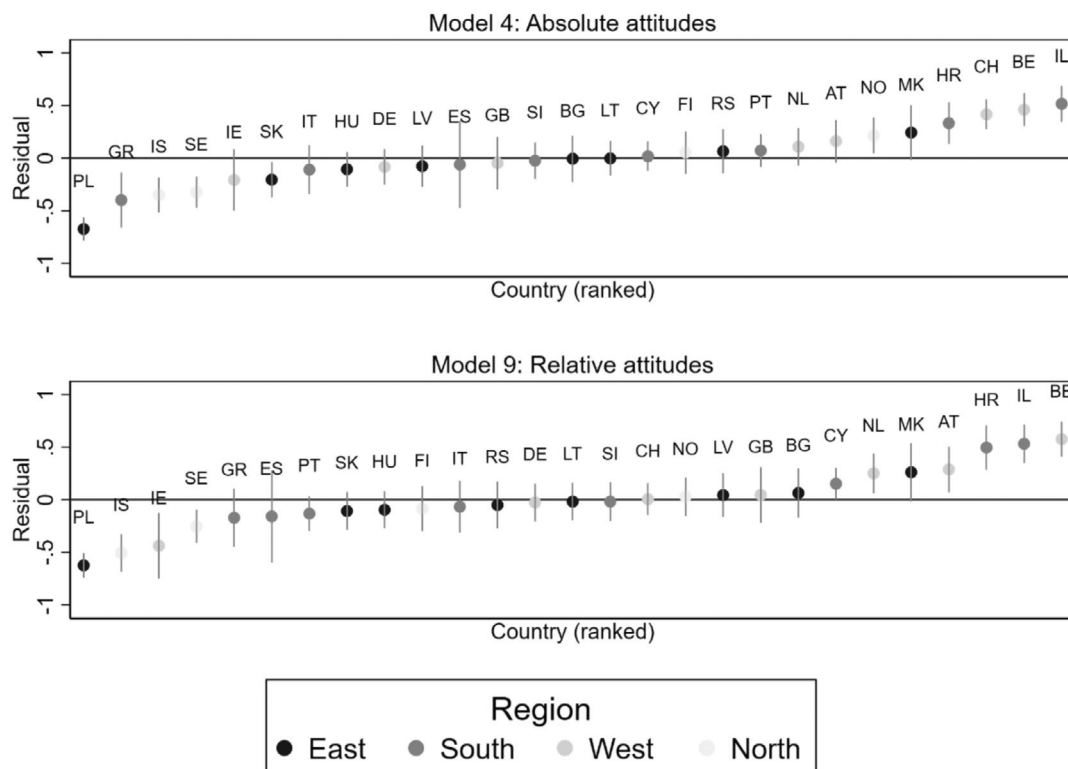 Model 4: Absolute attitudes
1
.5
0
-.5
-1
Residual
PL GR IS SE IE SK IT HU DE LV ES GB SI BG LT CY FI RS PT NL AT NO MK HR CH BE IL
Country (ranked)
Model 9: Relative attitudes
1
.5
0
-.5
-1
Residual
PL IS IE SE GR ES PT SK HU FI IT RS DE LT SI CH NO LV GB BG CY NL MK AT HR IL BE
Country (ranked)
Region
East South West North